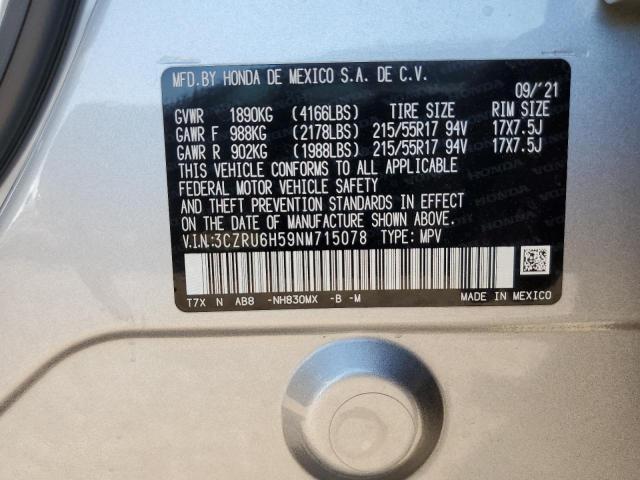 MFD.BY HONDA DE MEXICO S.A. DE C.V.
09/'21
GVWR 1890KG (4166LBS) TIRE SIZE RIM SIZE
GAWR F 988KG (2178LBS) 215/55R17 94V 17X7.5J
GAWR R 902KG (1988LBS) 215/55R17 94V 17X7.5J
THIS VEHICLE CONFORMS TO ALL APPLICABLE
FEDERAL MOTOR VEHICLE SAFETY
AND THEFT PREVENTION STANDARDS IN EFFECT
ON THE DATE OF MANUFACTURE SHOWN ABOVE.
V.I.N:3CZRU6H59NM715078 TYPE: MPV
T7X N AB8 -NH830MX -B -M
MADE IN MEXICO